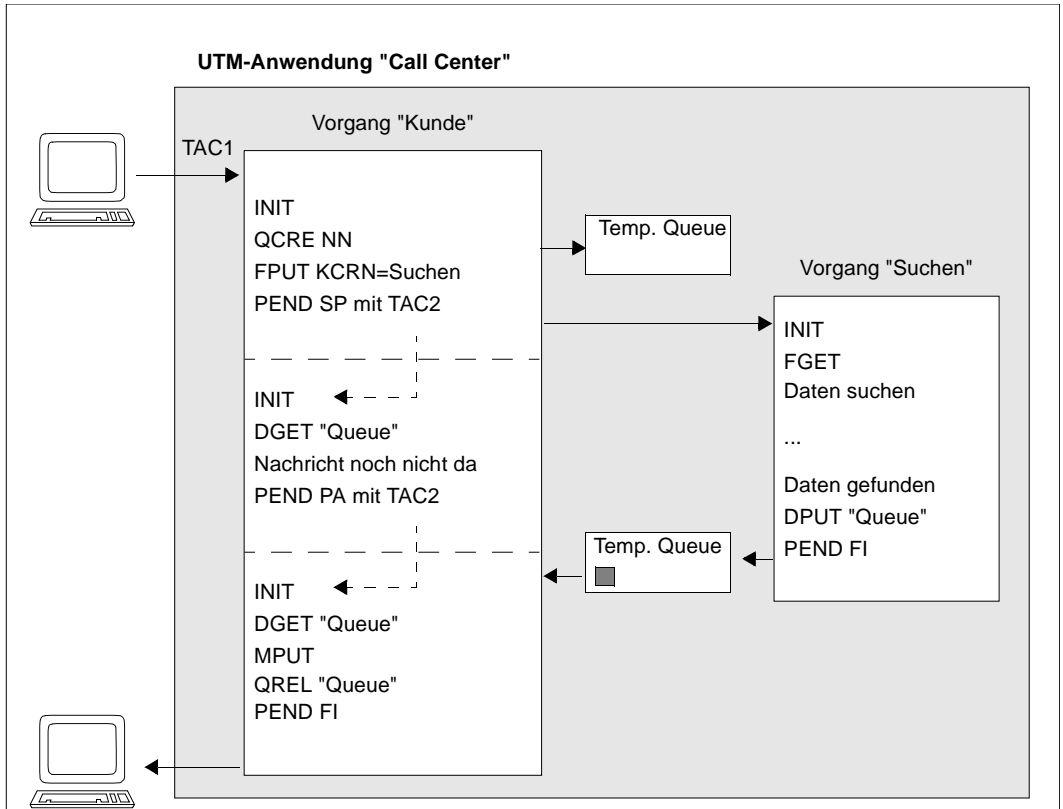 UTM-Anwendung "Call Center"
Vorgang "Kunde"
TAC1
INIT
QCRE NN
FPUT KCRN=Suchen
PEND SP mit TAC2
Temp. Queue
Vorgang "Suchen"
INIT
FGET
Daten suchen
...
Daten gefunden
DPUT "Queue"
PEND FI
INIT
DGET "Queue"
Nachricht noch nicht da
PEND PA mit TAC2
Temp. Queue
INIT
DGET "Queue"
MPUT
QREL "Queue"
PEND FI